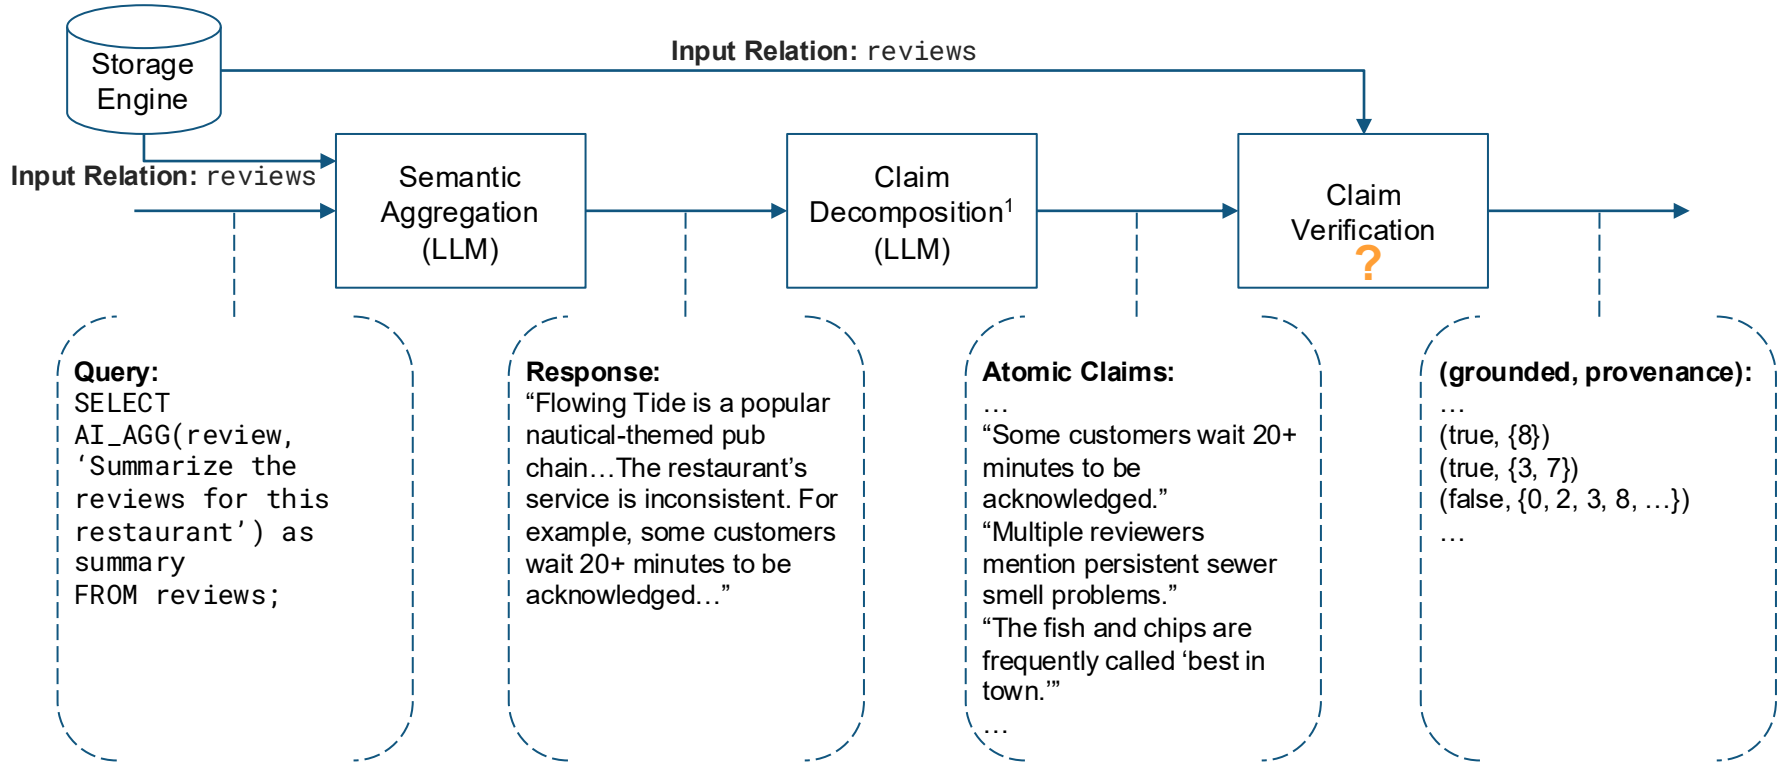 Storage
Engine
Input Relation: reviews
Input Relation: reviews
Semantic
Aggregation
(LLM)
Claim
Decomposition¹
(LLM)
Claim
Verification
?
Query:
SELECT
AI_AGG(review,
‘Summarize the
reviews for this
restaurant’) as
summary
FROM reviews;
Response:
“Flowing Tide is a popular
nautical-themed pub
chain…The restaurant’s
service is inconsistent. For
example, some customers
wait 20+ minutes to be
acknowledged…”
Atomic Claims:
…
“Some customers wait 20+
minutes to be
acknowledged.”
“Multiple reviewers
mention persistent sewer
smell problems.”
“The fish and chips are
frequently called ‘best in
town.’”
…
(grounded, provenance):
…
(true, {8})
(true, {3, 7})
(false, {0, 2, 3, 8, …})
…